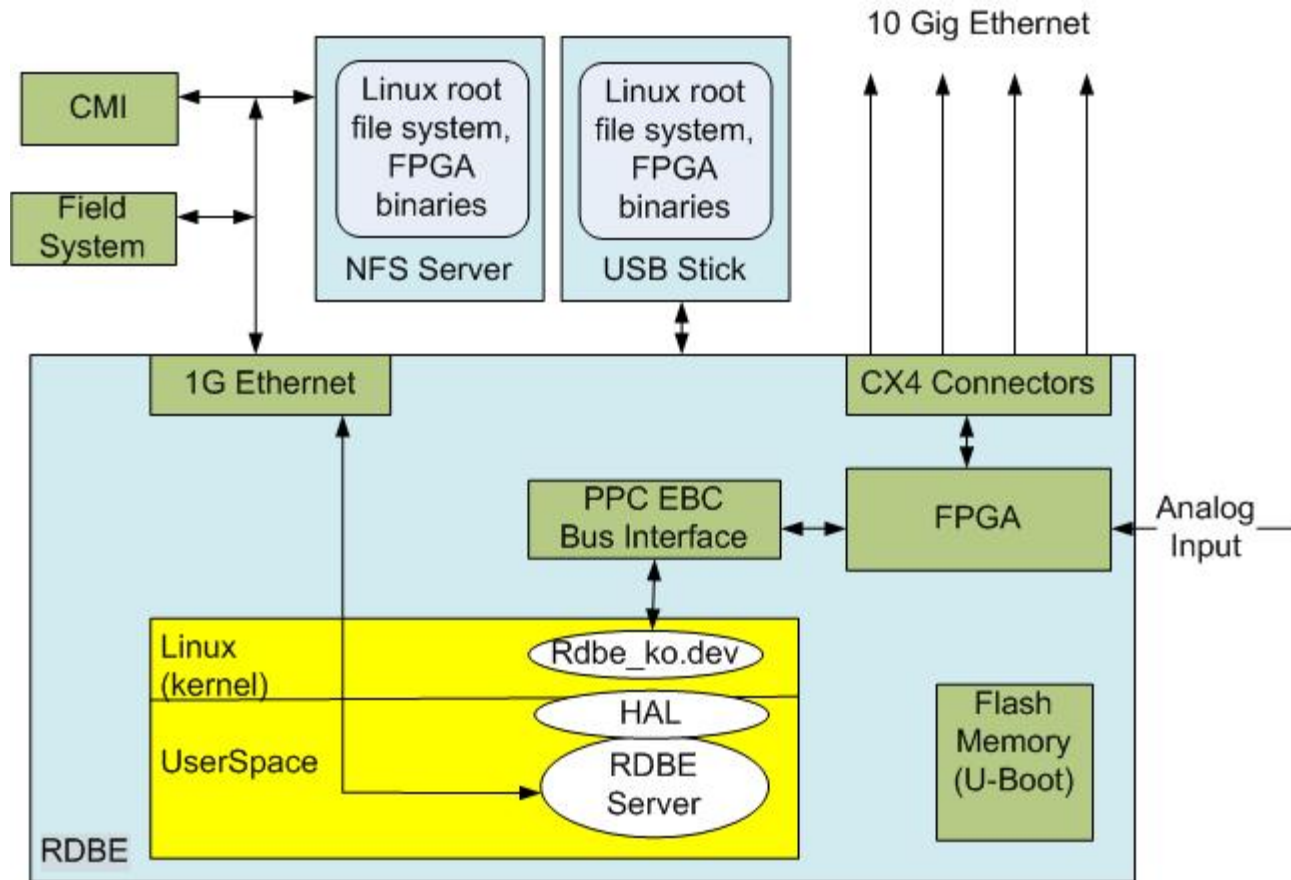 10 Gig Ethernet
CMI
Field
System
Linux root
file system,
FPGA
binaries
NFS Server
Linux root
file system,
FPGA
binaries
USB Stick
1G Ethernet
CX4 Connectors
PPC EBC
Bus Interface
FPGA
Analog
Input
Linux
(kernel)
Rdbe_ko.dev
HAL
UserSpace
RDBE
Server
Flash
Memory
(U-Boot)
RDBE